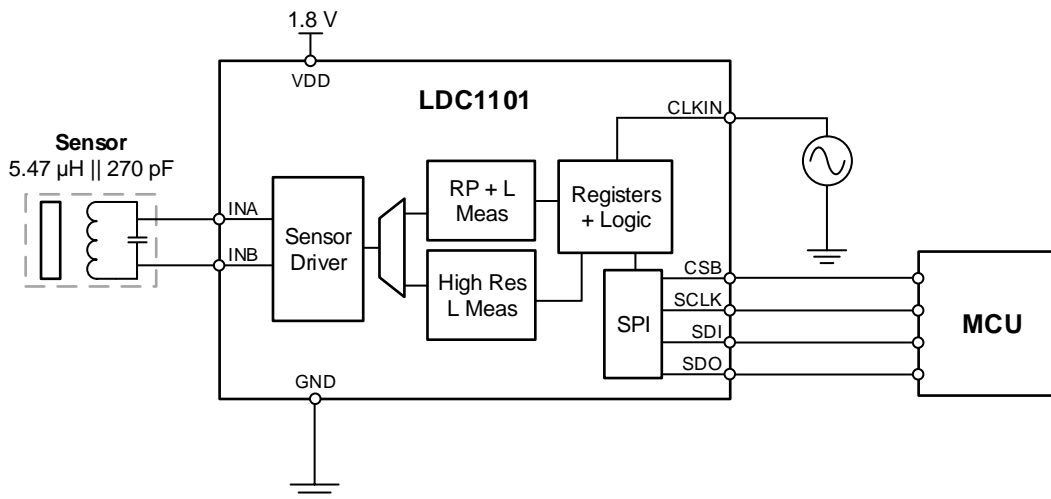 1.8 V
VDD
LDC1101
CLKIN
Sensor
5.47 µH || 270 pF
INA
INB
Sensor
Driver
RP + L
Meas
High Res
L Meas
Registers
+ Logic
SPI
CSB
SCLK
SDI
SDO
MCU
GND